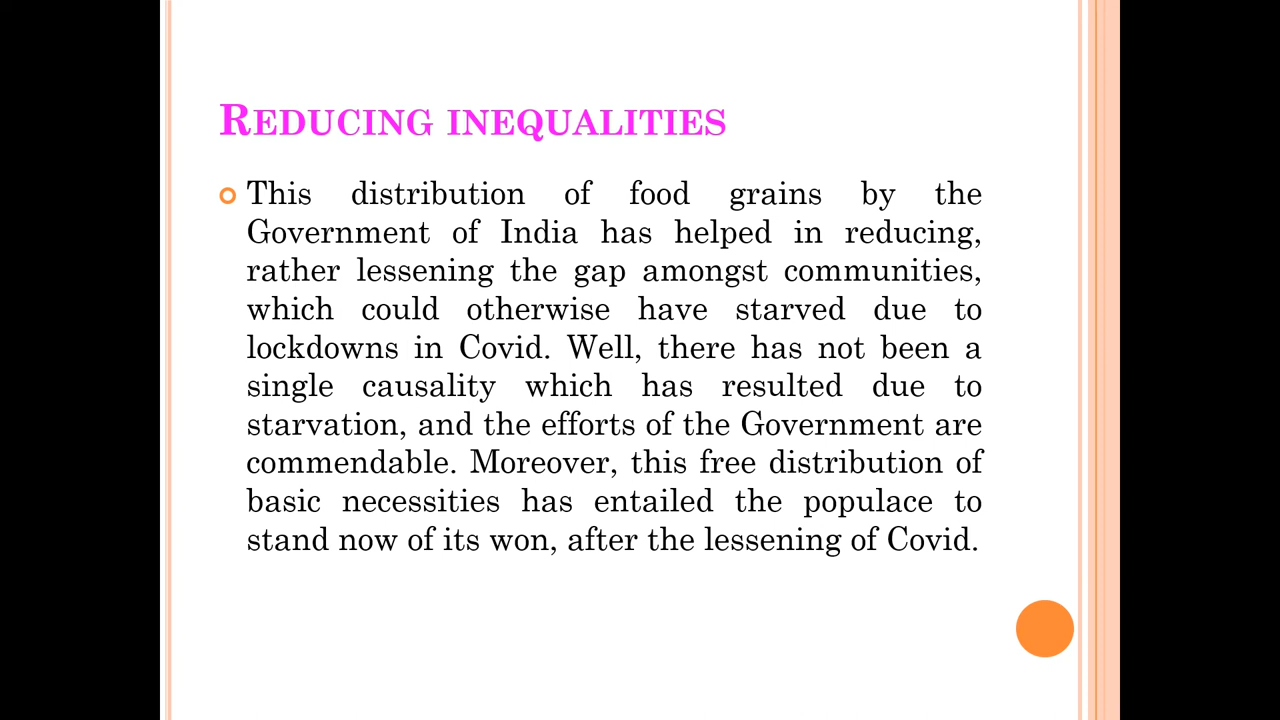 REDUCING INEQUALITIES
This distribution of food grains by the
Government of India has helped in reducing,
rather lessening the gap amongst communities,
which could otherwise have starved due to
lockdowns in Covid. Well, there has not been a
single causality which has resulted due to
starvation, and the efforts of the Government are
commendable. Moreover, this free distribution of
basic necessities has entailed the populace to
stand now of its won, after the lessening of Covid.